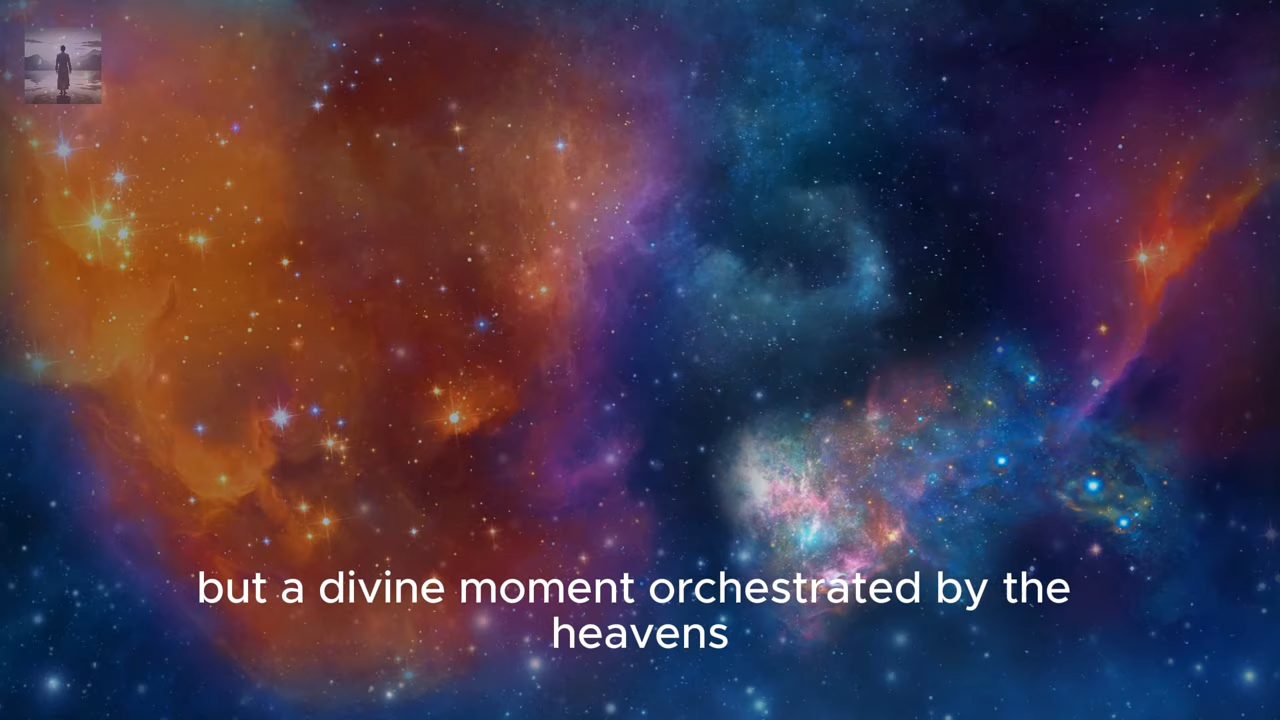 but a divine moment orchestrated by the
heavens